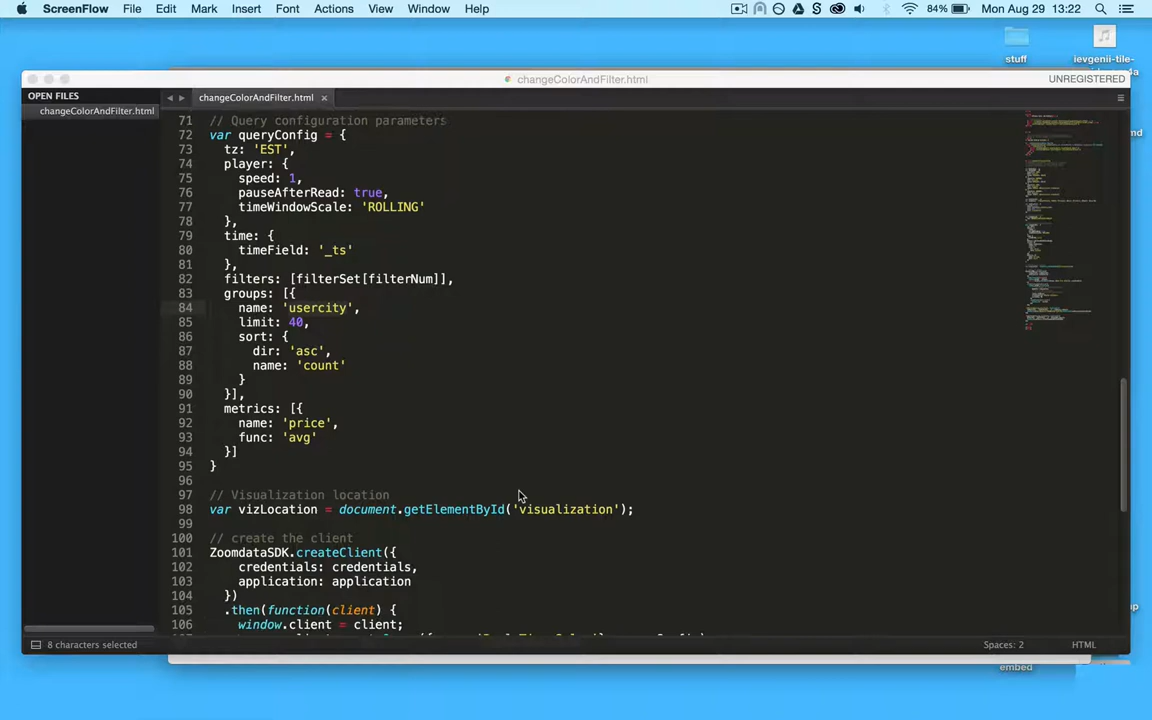 ScreenFlow File Edit Mark Insert Font Actions View Window Help 84% Mon Aug 29 13:22
stuff
ievgenii-tile
changeColorAndFilter.html
UNREGISTERED
OPEN FILES
changeColorAndFilter.html
changeColorAndFilter.html ×
71 // Query configuration parameters
72 var queryConfig = {
73 tz: 'EST',
74 player: {
75 speed: 1,
76 pauseAfterRead: true,
77 timeWindowScale: 'ROLLING'
78 },
79 time: {
80 timeField: '_ts'
81 },
82 filters: [filterSet[filterNum]],
83 groups: [{
84 name: 'usercity',
85 limit: 40,
86 sort: {
87 dir: 'asc',
88 name: 'count'
89 }
90 }],
91 metrics: [{
92 name: 'price',
93 func: 'avg'
94 }]
95 }
96
97 // Visualization location
98 var vizLocation = document.getElementById('visualization');
99
100 // create the client
101 ZoomdataSDK.createClient({
102 credentials: credentials,
103 application: application
104 })
105 .then(function(client) {
106 window.client = client;
8 characters selected
Spaces: 2
HTML
embed